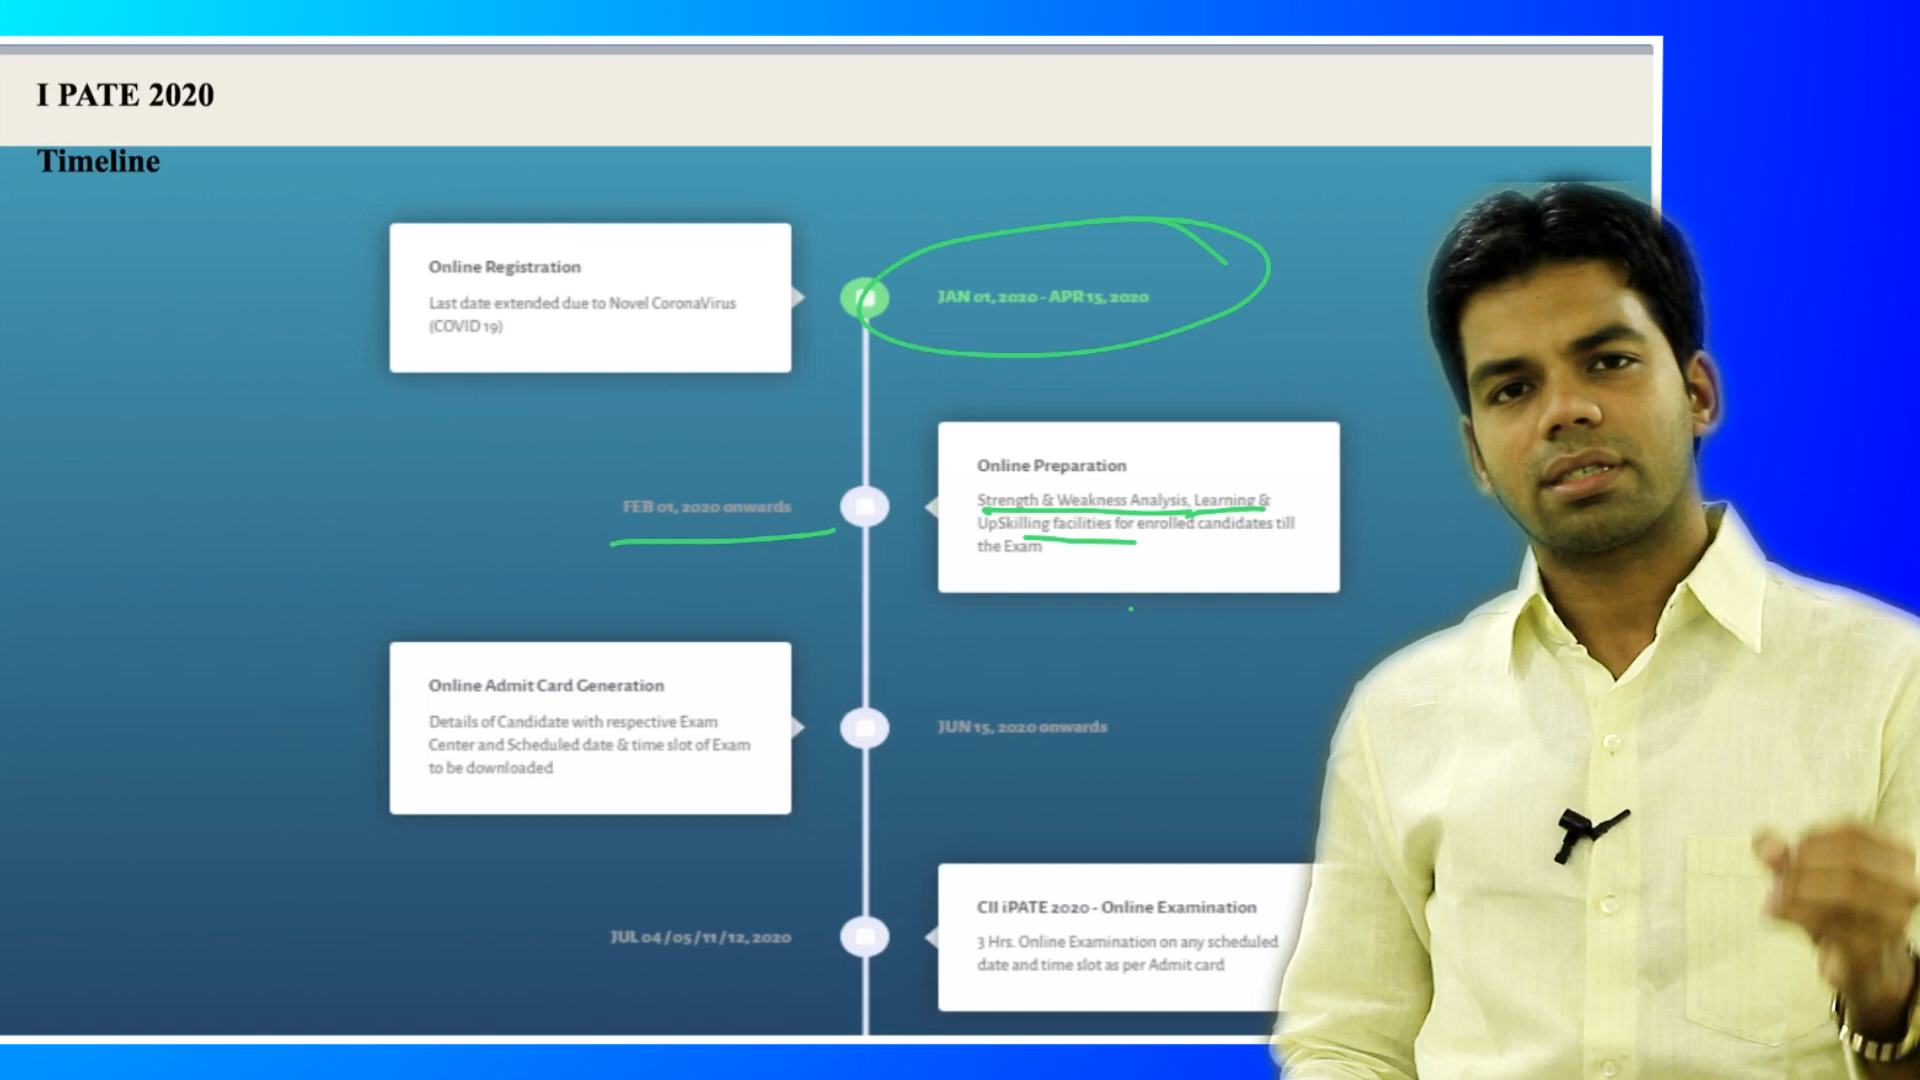 I PATE 2020
Timeline
Online Registration
Last date extended due to Novel CoronaVirus
(COVID 19)
JAN 01, 2020 - APR 15, 2020
FEB 01, 2020 onwards
Online Preparation
Strength & Weakness Analysis, Learning &
UpSkilling facilities for enrolled candidates till
the Exam
Online Admit Card Generation
Details of Candidate with respective Exam
Center and Scheduled date & time slot of Exam
to be downloaded
JUN 15, 2020 onwards
JUL 04/05/11/12, 2020
CII iPATE 2020 - Online Examination
3 Hrs. Online Examination on any scheduled
date and time slot as per Admit card